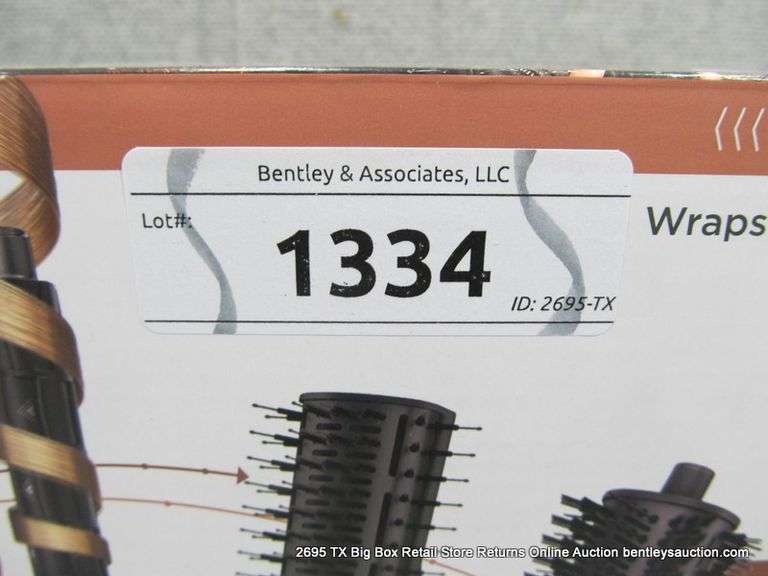 Bentley & Associates, LLC
Lot#:
1334
ID: 2695-TX
Wraps
2695 TX Big Box Retail Store Returns Online Auction bentleysauction.com